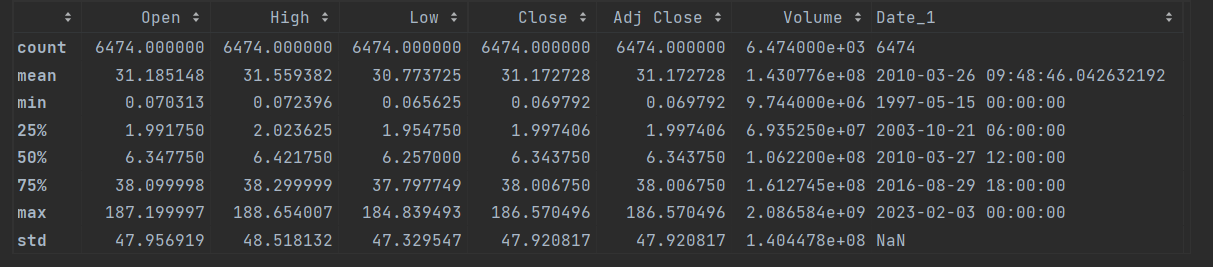 Open High Low Close Adj Close Volume Date_1
count 6474.000000 6474.000000 6474.000000 6474.000000 6474.000000 6.474000e+03 6474
mean 31.185148 31.559382 30.773725 31.172728 31.172728 1.430776e+08 2010-03-26 09:48:46.042632192
min 0.070313 0.072396 0.065625 0.069792 0.069792 9.744000e+06 1997-05-15 00:00:00
25% 1.991750 2.023625 1.954750 1.997406 1.997406 6.935250e+07 2003-10-21 06:00:00
50% 6.347750 6.421750 6.257000 6.343750 6.343750 1.062200e+08 2010-03-27 12:00:00
75% 38.099998 38.299999 37.797749 38.006750 38.006750 1.612745e+08 2016-08-29 18:00:00
max 187.199997 188.654007 184.839493 186.570496 186.570496 2.086584e+09 2023-02-03 00:00:00
std 47.956919 48.518132 47.329547 47.920817 47.920817 1.404478e+08 NaN